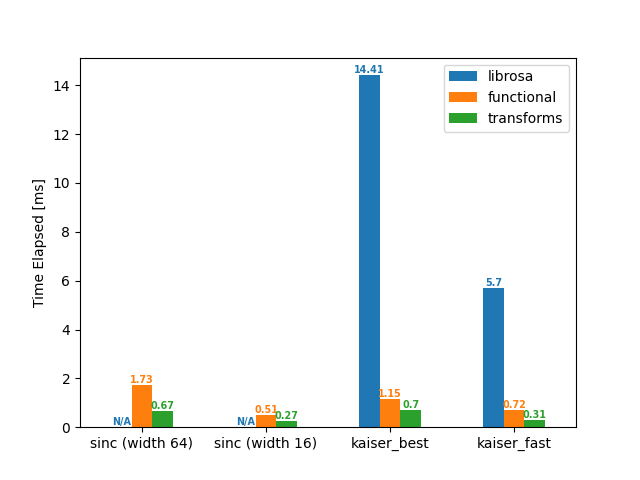 14.41
librosa
functional
transforms
14
12
10
8
6
4
2
0
Time Elapsed [ms]
5.7
1.73
0.67
N/A
0.51
0.27
N/A
1.15
0.7
0.72
0.31
sinc (width 64)
sinc (width 16)
kaiser_best
kaiser_fast